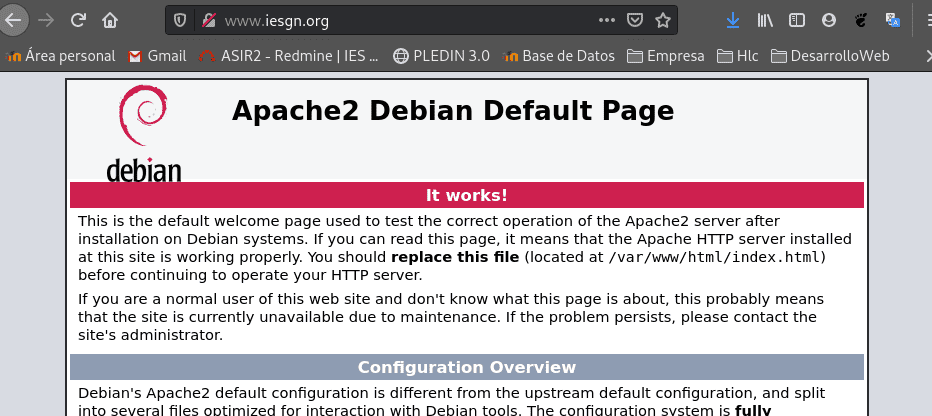 www.iesgn.org
Área personal Gmail ASIR2 - Redmine | IES ... PLEDIN 3.0 Base de Datos Empresa Hlc DesarrolloWeb
debian
Apache2 Debian Default Page
It works!
This is the default welcome page used to test the correct operation of the Apache2 server after
installation on Debian systems. If you can read this page, it means that the Apache HTTP server installed
at this site is working properly. You should replace this file (located at /var/www/html/index.html)
before continuing to operate your HTTP server.
If you are a normal user of this web site and don't know what this page is about, this probably means
that the site is currently unavailable due to maintenance. If the problem persists, please contact the
site's administrator.
Configuration Overview
Debian's Apache2 default configuration is different from the upstream default configuration, and split
into several files optimized for interaction with Debian tools. The configuration system is fully